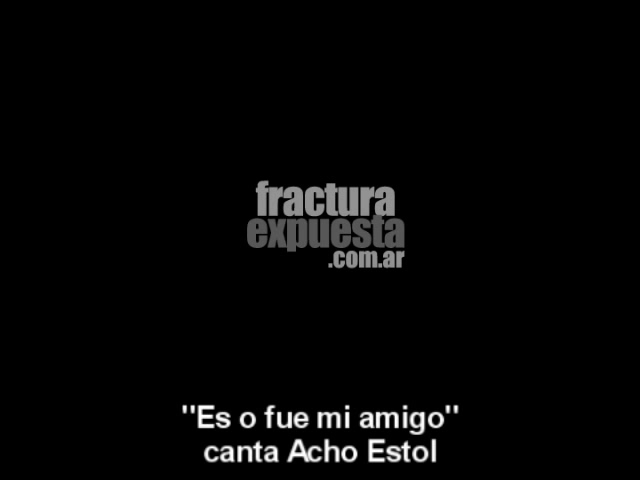 fractura
expuesta
.com.ar
"Es o fue mi amigo"
canta Acho Estol